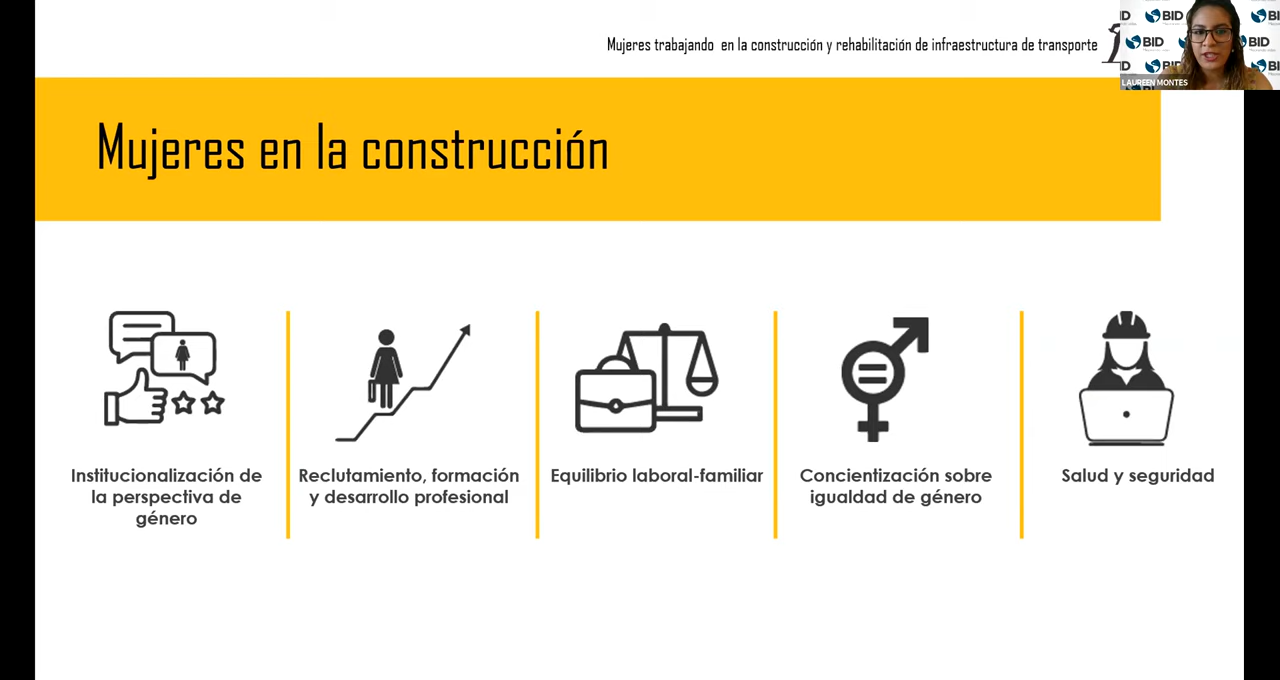 Mujeres trabajando en la construcción y rehabilitación de infraestructura de transporte
BID
BID
BID
LAUREEN MONTES
Mujeres en la construcción
Institucionalización de
la perspectiva de
género
Reclutamiento, formación
y desarrollo profesional
Equilibrio laboral-familiar
Concientización sobre
igualdad de género
Salud y seguridad